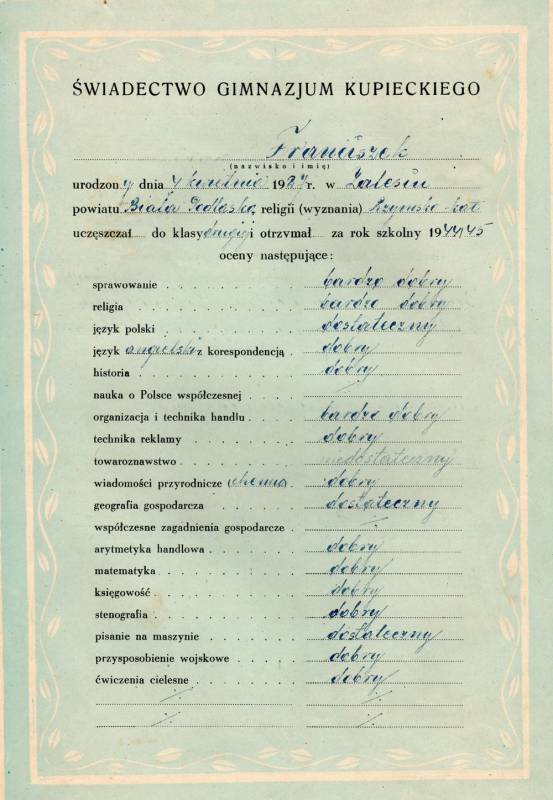 ŚWIADECTWO GIMNAZJUM KUPIECKIEGO
Franciszek
(nazwisko i imię)
urodzony dnia 4 kwietnia 1927 r. w Zalesiu
powiatu Biała Podlaska, religii (wyznania) Rzymsko-kat.
uczęszczał do klasy drugiej i otrzymał za rok szkolny 1944/45
oceny następujące:
sprawowanie bardzo dobry
religia bardzo dobry
język polski dostateczny
język angielski z korespondencją dobry
historia dobry
nauka o Polsce współczesnej ./.
organizacja i technika handlu bardzo dobry
technika reklamy dobry
towaroznawstwo niedostateczny
wiadomości przyrodnicze (chemia dobry
geografia gospodarcza dostateczny
współczesne zagadnienia gospodarcze ./.
arytmetyka handlowa dobry
matematyka dobry
księgowość dobry
stenografia dobry
pisanie na maszynie dostateczny
przysposobienie wojskowe dobry
ćwiczenia cielesne dobry
./. ./.
./. ./.